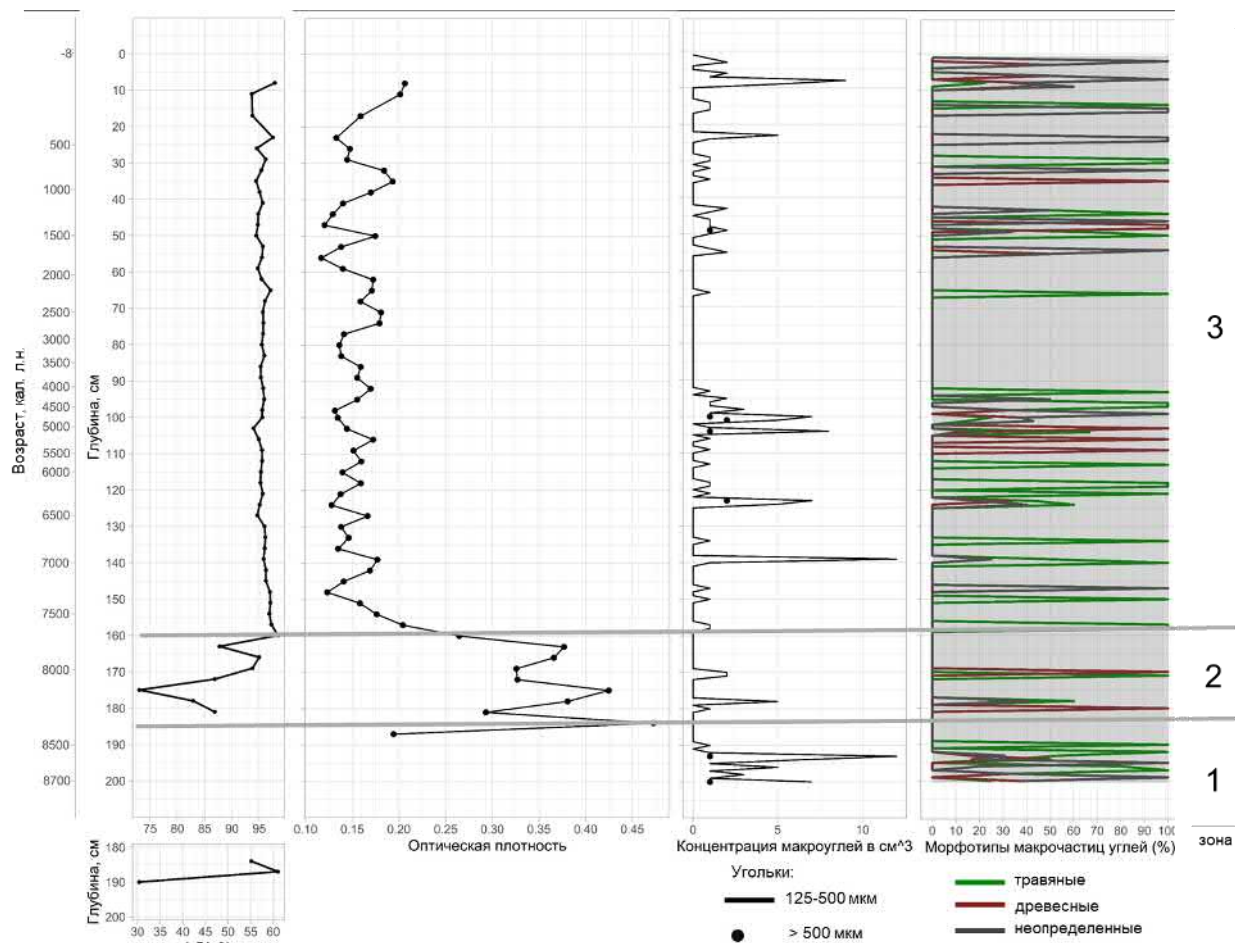 Возраст, кал. л.н.
-8
500
1000
1500
2000
2500
3000
3500
4000
4500
5000
5500
6000
6500
7000
7500
8000
8500
8700
Глубина, см
0
10
20
30
40
50
60
70
80
90
100
110
120
130
140
150
160
170
180
190
200
75 80 85 90 95
0.10 0.15 0.20 0.30 0.35 0.40 0.45
Оптическая плотность
0 5 10
Концентрация макроуглей в см^3
0 10 20 30 40 50 60 70 80 90 100
Морфотипы макрочастиц углей (%)
3
2
1
зона
Глубина, см
180
190
200
30 35 40 45 50 55 60
Угольки:
125-500 мкм
> 500 мкм
травяные
древесные
неопределенные